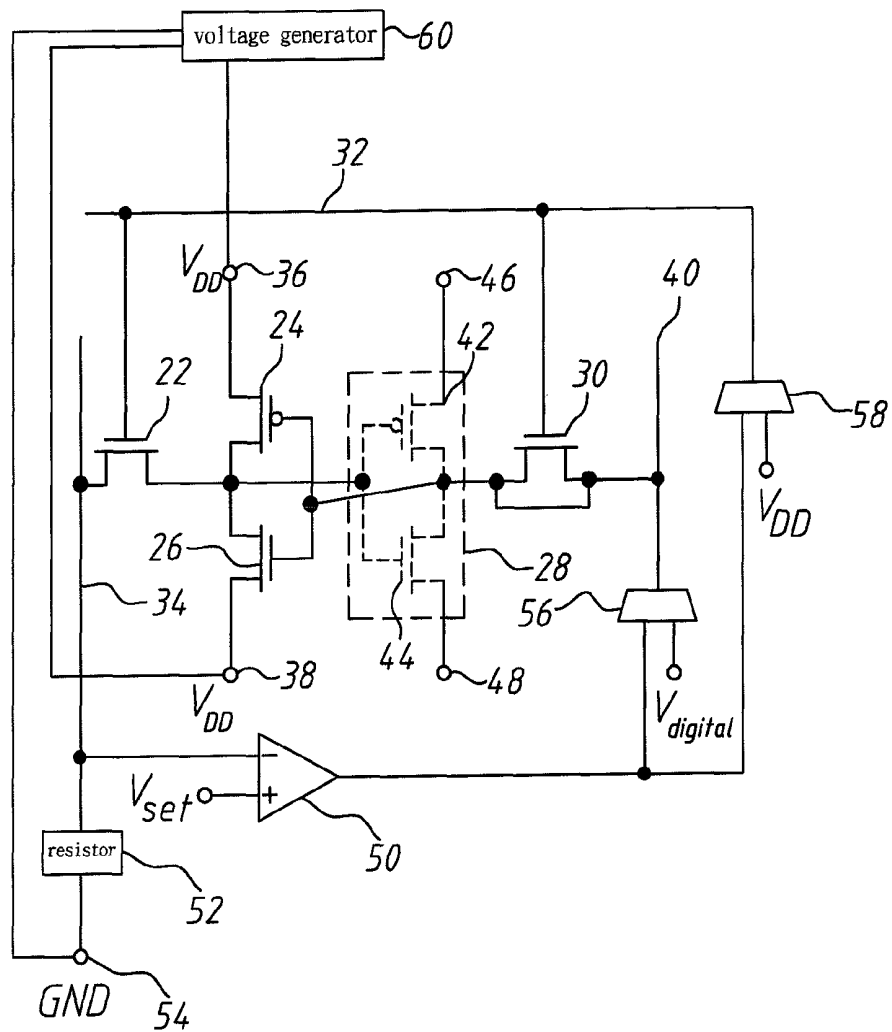 voltage generator
60
32
V_DD
36
46
40
24
42
22
30
58
V_DD
26
28
56
34
44
38
48
V_DD
V_digital
−
V_set
+
50
resistor
52
GND
54